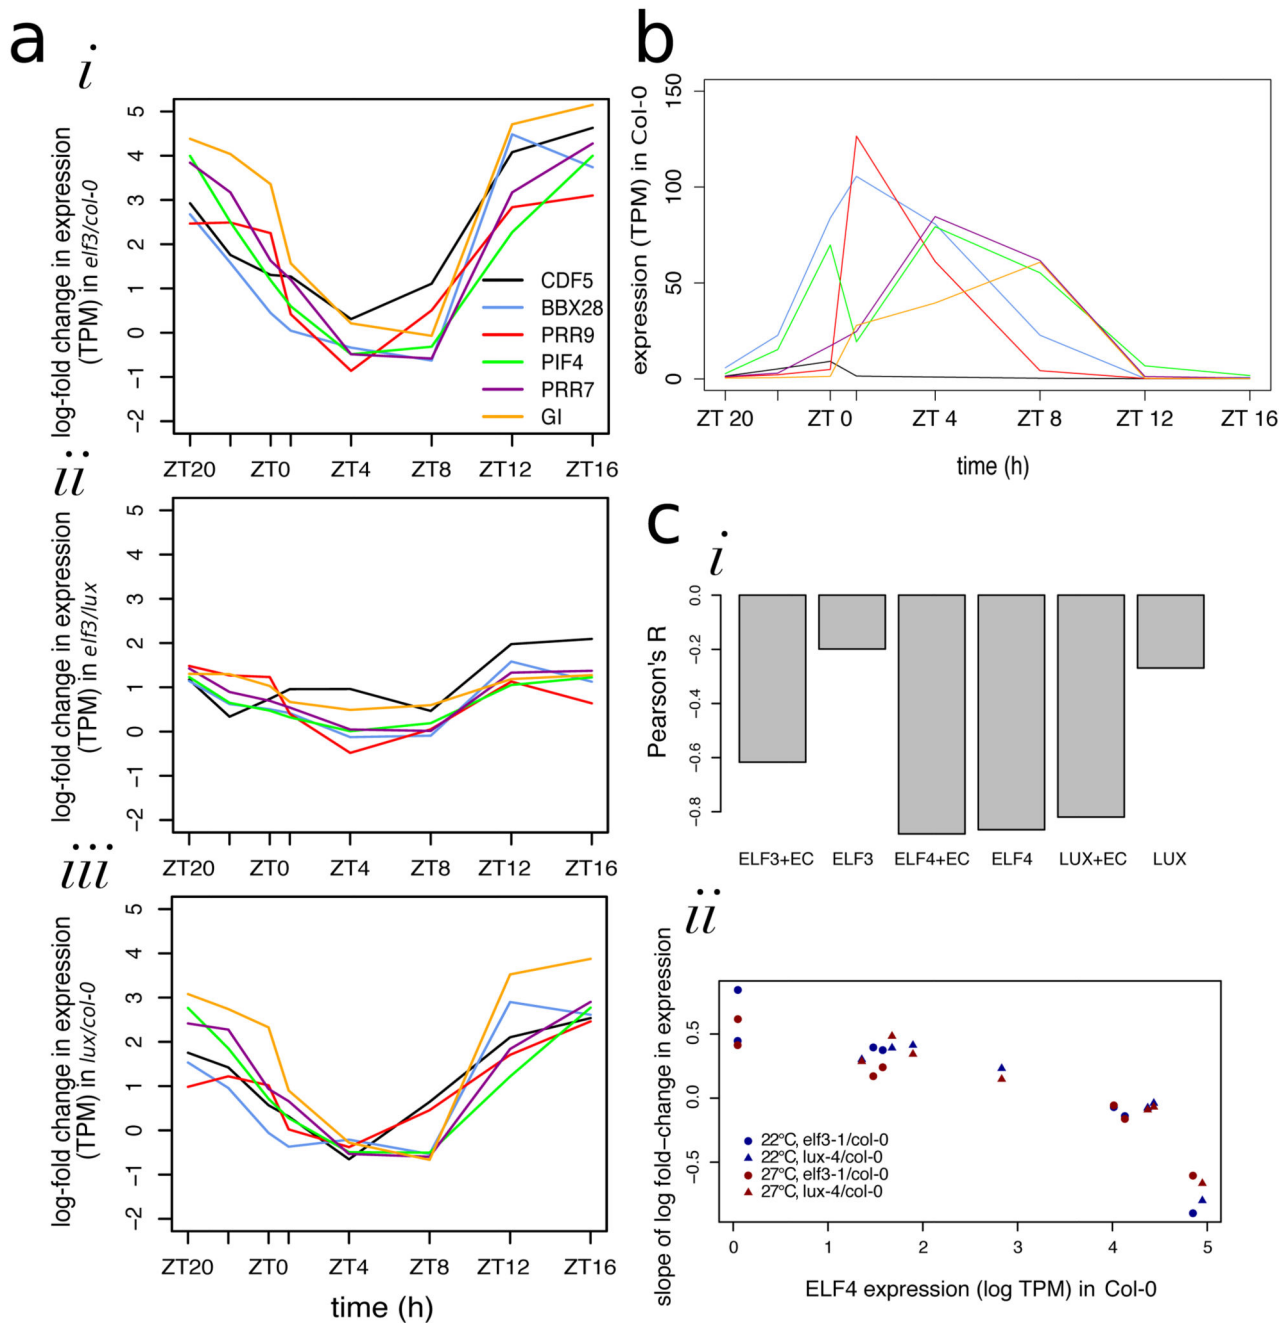 a
i
log-fold change in expression
(TPM) in elf3/col-0
5
4
3
2
1
0
−1
−2
CDF5
BBX28
PRR9
PIF4
PRR7
GI
ZT20 ZT0 ZT4 ZT8 ZT12 ZT16
ii
log-fold change in expression
(TPM) in elf3/lux
5
4
3
2
1
0
−1
−2
ZT20 ZT0 ZT4 ZT8 ZT12 ZT16
iii
log-fold change in expression
(TPM) in lux/col-0
5
4
3
2
1
0
−1
−2
ZT20 ZT0 ZT4 ZT8 ZT12 ZT16
time (h)
b
expression (TPM) in Col-0
150
100
50
0
ZT 20 ZT 0 ZT 4 ZT 8 ZT 12 ZT 16
time (h)
c
i
Pearson's R
0.0
−0.2
−0.4
−0.6
−0.8
ELF3+EC ELF3 ELF4+EC ELF4 LUX+EC LUX
ii
slope of log fold−change in expression
0.5
0.0
−0.5
22°C, elf3-1/col-0
22°C, lux-4/col-0
27°C, elf3-1/col-0
27°C, lux-4/col-0
0 1 2 3 4 5
ELF4 expression (log TPM) in Col-0